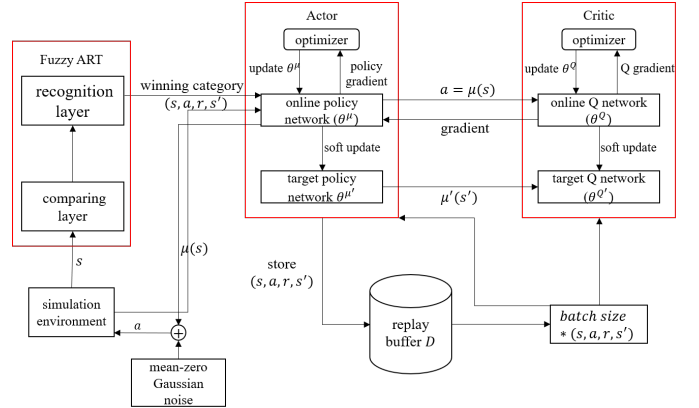 Actor
Critic
optimizer
optimizer
Fuzzy ART
update θ^μ
policy
gradient
update θ^Q
Q gradient
recognition
layer
winning category
(s, a, r, s′)
online policy
network (θ^μ)
a = μ(s)
online Q network
(θ^Q)
gradient
soft update
soft update
comparing
layer
target policy
network θ^μ′
μ′(s′)
target Q network
(θ^Q′)
s
μ(s)
store
(s, a, r, s′)
simulation
environment
a
+
replay
buffer D
batch size
∗ (s, a, r, s′)
mean-zero
Gaussian
noise